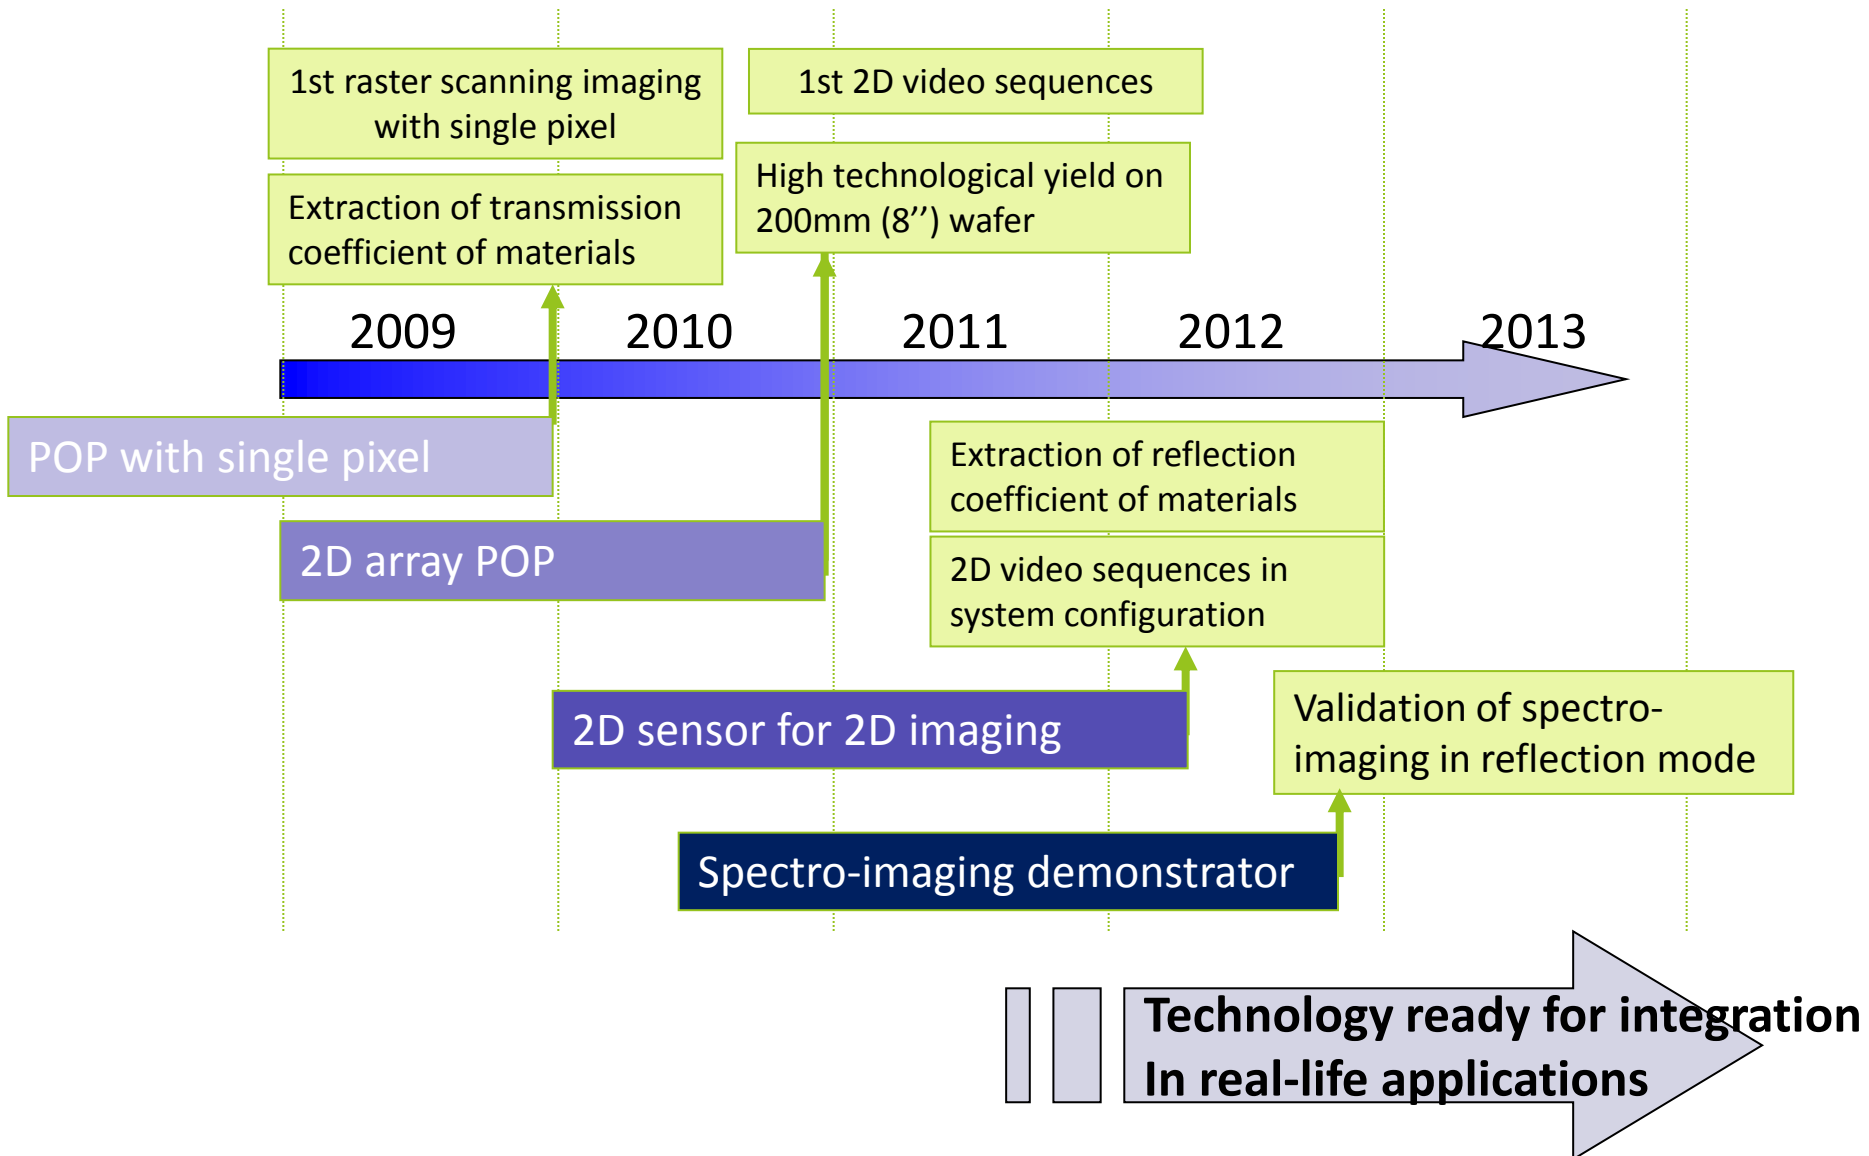 1st raster scanning imaging
with single pixel
1st 2D video sequences
Extraction of transmission
coefficient of materials
High technological yield on
200mm (8’’) wafer
2009
2010
2011
2012
2013
POP with single pixel
Extraction of reflection
coefficient of materials
2D array POP
2D video sequences in
system configuration
2D sensor for 2D imaging
Validation of spectro-
imaging in reflection mode
Spectro-imaging demonstrator
Technology ready for integration
In real-life applications